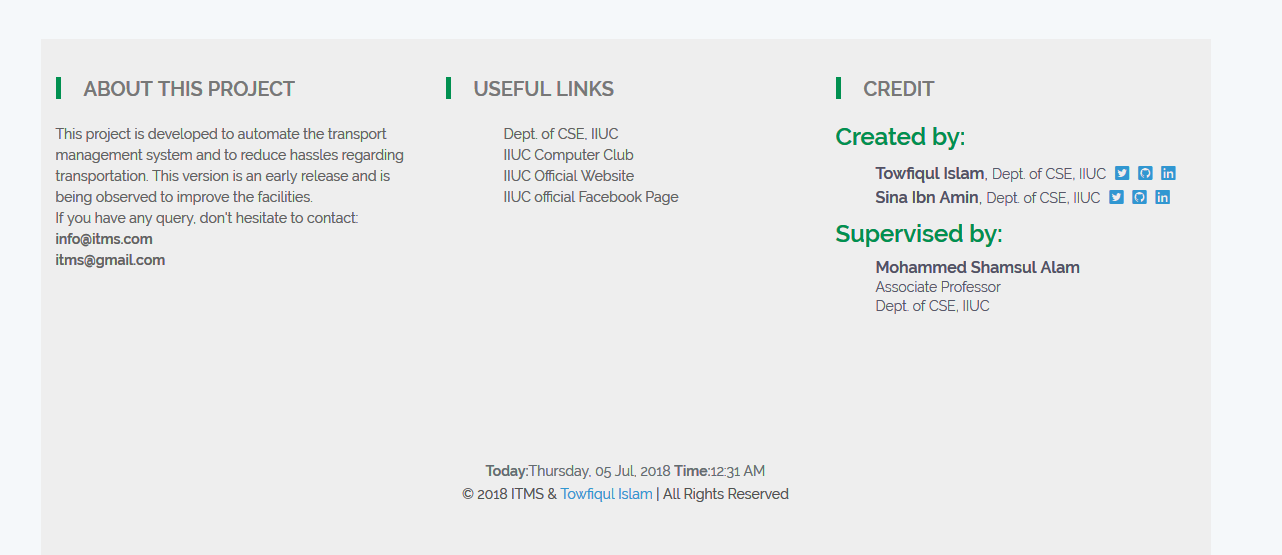 ABOUT THIS PROJECT
This project is developed to automate the transport
management system and to reduce hassles regarding
transportation. This version is an early release and is
being observed to improve the facilities.
If you have any query, don't hesitate to contact:
info@itms.com
itms@gmail.com
USEFUL LINKS
Dept. of CSE, IIUC
IIUC Computer Club
IIUC Official Website
IIUC official Facebook Page
CREDIT
Created by:
Towfiqul Islam, Dept. of CSE, IIUC
Sina Ibn Amin, Dept. of CSE, IIUC
Supervised by:
Mohammed Shamsul Alam
Associate Professor
Dept. of CSE, IIUC
Today:Thursday, 05 Jul, 2018 Time:12:31 AM
© 2018 ITMS & Towfiqul Islam | All Rights Reserved